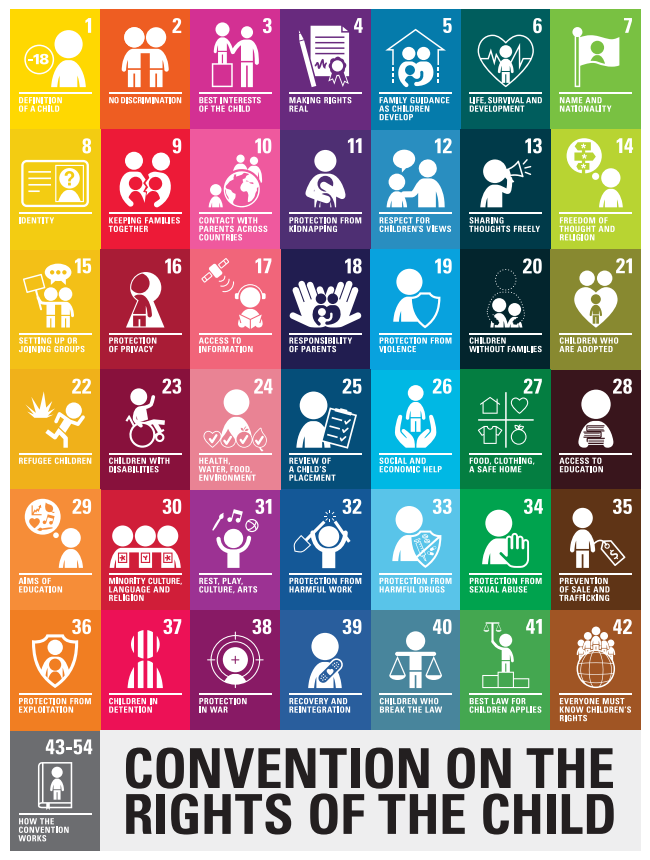 1
-18
DEFINITION
OF A CHILD
2
NO DISCRIMINATION
3
BEST INTERESTS
OF THE CHILD
4
MAKING RIGHTS
REAL
5
FAMILY GUIDANCE
AS CHILDREN
DEVELOP
6
LIFE, SURVIVAL AND
DEVELOPMENT
7
NAME AND
NATIONALITY
8
?
IDENTITY
9
KEEPING FAMILIES
TOGETHER
10
CONTACT WITH
PARENTS ACROSS
COUNTRIES
11
PROTECTION FROM
KIDNAPPING
12
RESPECT FOR
CHILDREN'S VIEWS
13
SHARING
THOUGHTS FREELY
14
FREEDOM OF
THOUGHT AND
RELIGION
15
SETTING UP OR
JOINING GROUPS
16
PROTECTION
OF PRIVACY
17
ACCESS TO
INFORMATION
18
RESPONSIBILITY
OF PARENTS
19
PROTECTION FROM
VIOLENCE
20
CHILDREN
WITHOUT FAMILIES
21
CHILDREN WHO
ARE ADOPTED
22
REFUGEE CHILDREN
23
CHILDREN WITH
DISABILITIES
24
HEALTH,
WATER, FOOD,
ENVIRONMENT
25
REVIEW OF
A CHILD'S
PLACEMENT
26
SOCIAL AND
ECONOMIC HELP
27
FOOD, CLOTHING,
A SAFE HOME
28
ACCESS TO
EDUCATION
29
AIMS OF
EDUCATION
30
MINORITY CULTURE,
LANGUAGE AND
RELIGION
31
REST, PLAY,
CULTURE, ARTS
32
PROTECTION FROM
HARMFUL WORK
33
PROTECTION FROM
HARMFUL DRUGS
34
PROTECTION FROM
SEXUAL ABUSE
35
PREVENTION
OF SALE AND
TRAFFICKING
36
PROTECTION FROM
EXPLOITATION
37
CHILDREN IN
DETENTION
38
PROTECTION
IN WAR
39
RECOVERY AND
REINTEGRATION
40
CHILDREN WHO
BREAK THE LAW
41
BEST LAW FOR
CHILDREN APPLIES
42
EVERYONE MUST
KNOW CHILDREN'S
RIGHTS
43-54
HOW THE
CONVENTION
WORKS
CONVENTION ON THE
RIGHTS OF THE CHILD